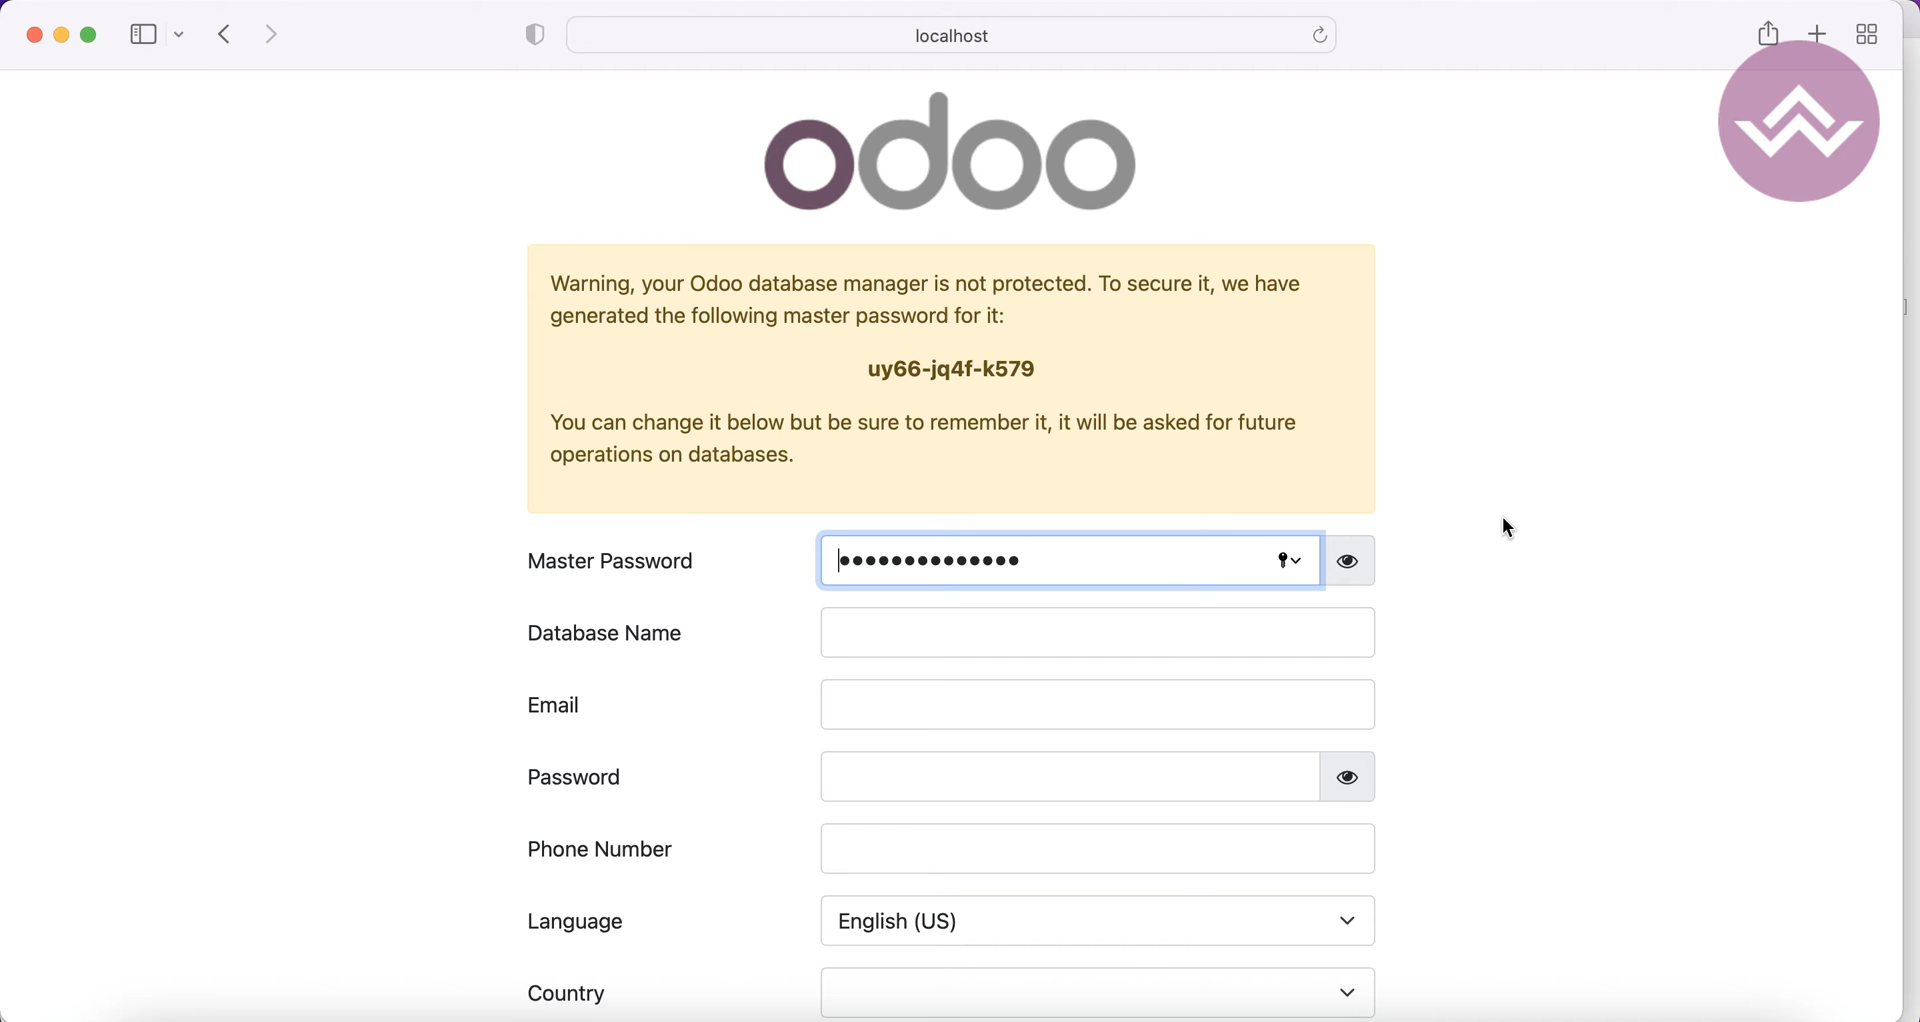 localhost
odoo
Warning, your Odoo database manager is not protected. To secure it, we have
generated the following master password for it:
uy66-jq4f-k579
You can change it below but be sure to remember it, it will be asked for future
operations on databases.
Master Password
Database Name
Email
Password
Phone Number
Language English (US)
Country